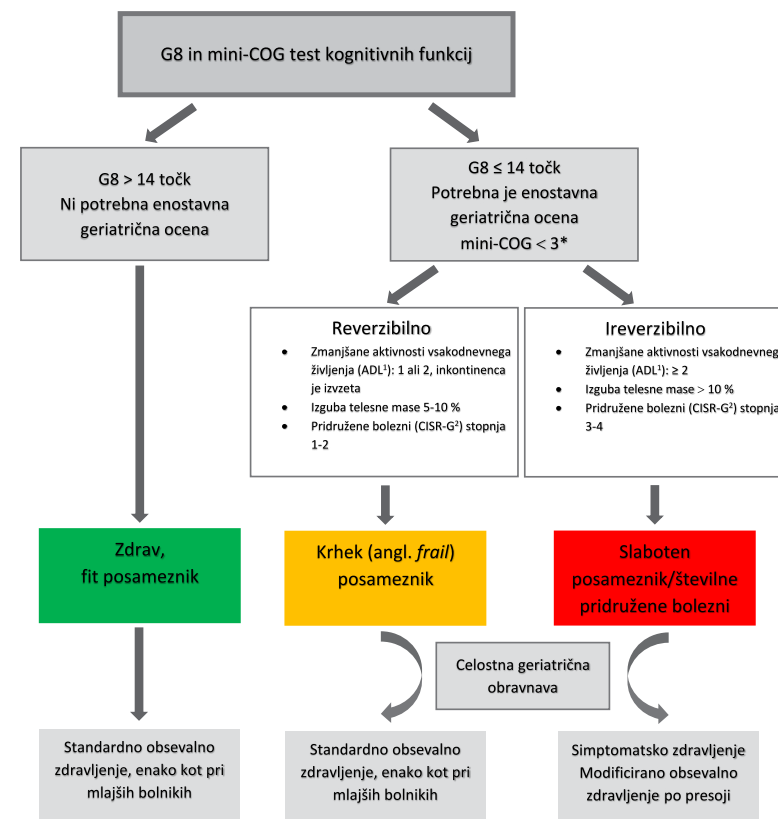 G8 in mini-COG test kognitivnih funkcij
G8 > 14 točk
Ni potrebna enostavna
geriatrična ocena
G8 ≤ 14 točk
Potrebna je enostavna
geriatrična ocena
mini-COG < 3*
Reverzibilno
• Zmanjšane aktivnosti vsakodnevnega
življenja (ADL¹): 1 ali 2, inkontinenca
je izvzeta
• Izguba telesne mase 5-10 %
• Pridružene bolezni (CISR-G²) stopnja
1-2
Ireverzibilno
• Zmanjšane aktivnosti vsakodnevnega
življenja (ADL¹): ≥ 2
• Izguba telesne mase > 10 %
• Pridružene bolezni (CISR-G²) stopnja
3-4
Zdrav,
fit posameznik
Krhek (angl. frail)
posameznik
Slaboten
posameznik/številne
pridružene bolezni
Celostna geriatrična
obravnava
Standardno obsevalno
zdravljenje, enako kot pri
mlajših bolnikih
Standardno obsevalno
zdravljenje, enako kot pri
mlajših bolnikih
Simptomatsko zdravljenje
Modificirano obsevalno
zdravljenje po presoji